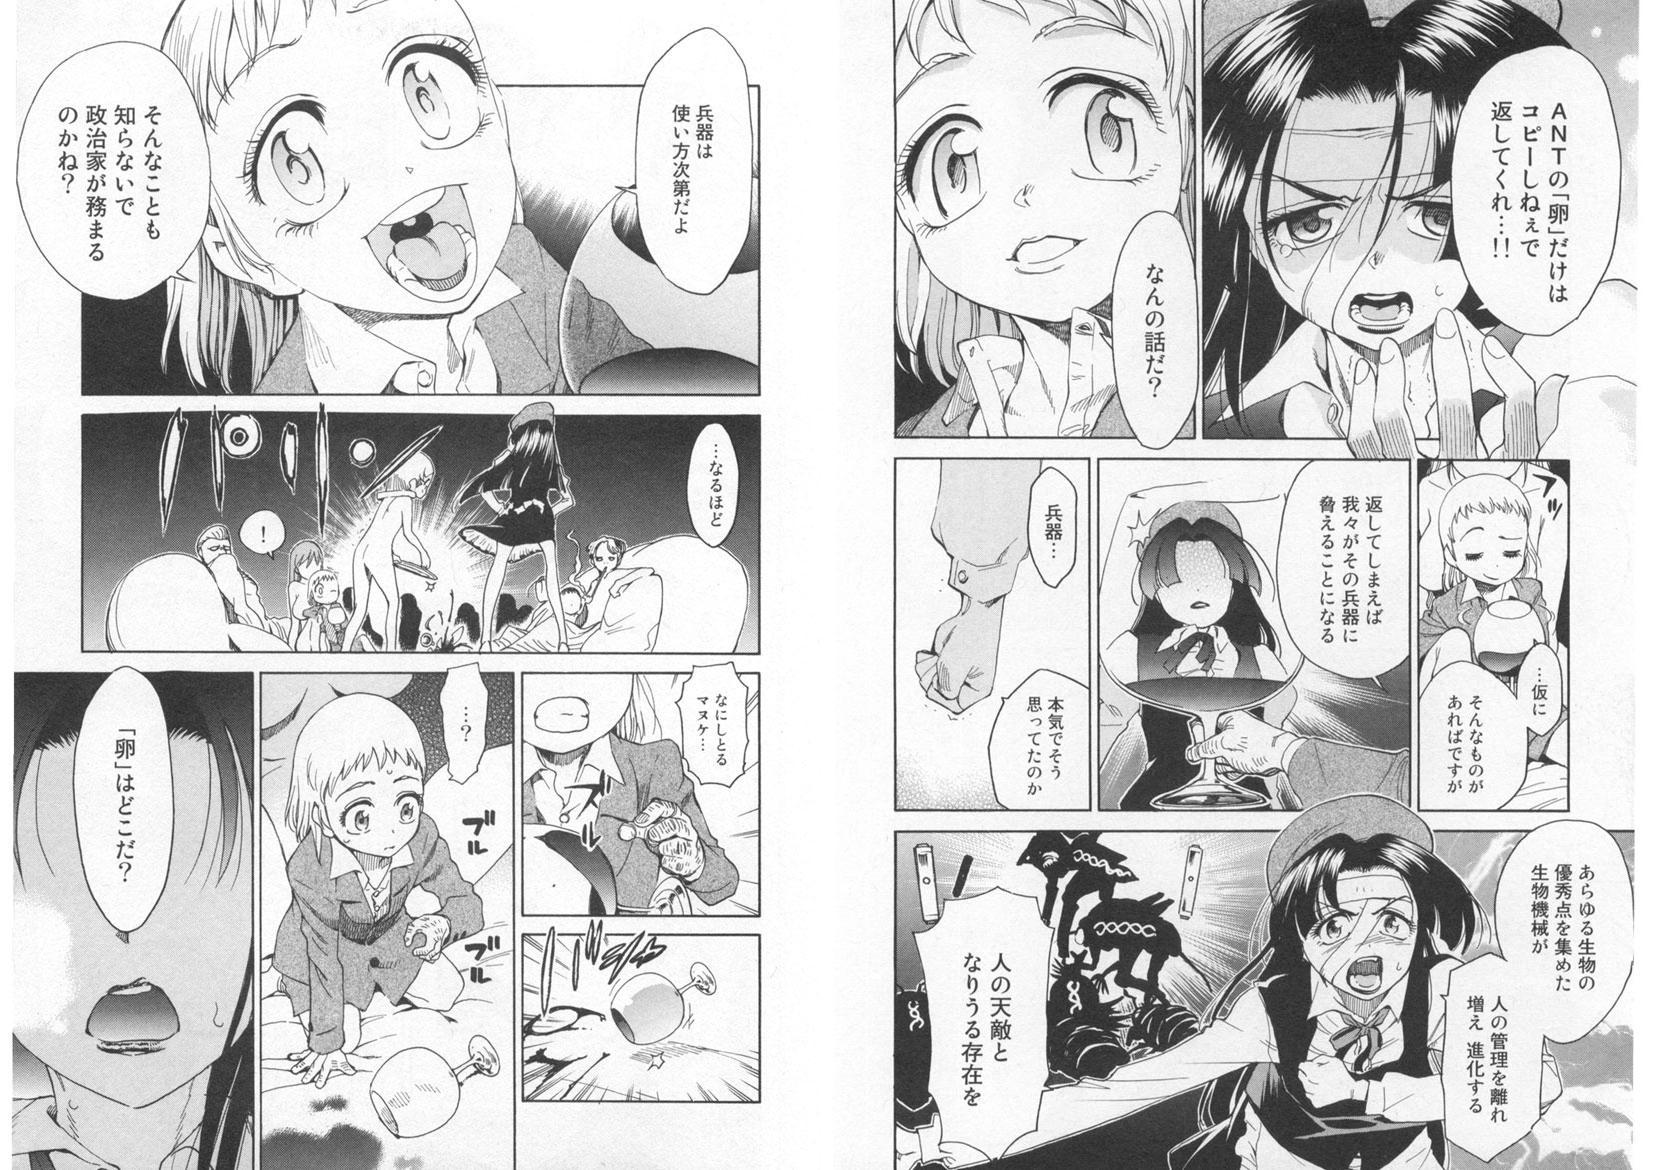 ANTの「卵」だけは
コピーしねぇで
返してくれ…!!
なんの話だ?
…仮に
そんなものが
あればですが
返してしまえば
我々がその兵器に
脅えることになる
兵器…
本気でそう
思ってたのか
あらゆる生物の
優秀点を集めた
生物機械が
人の管理を離れ
増え 進化する
人の天敵と
なりうる存在を
兵器は
使い方次第だよ
そんなことも
知らないで
政治家が務まる
のかね?
…なるほど
!
なにしとる
マヌケ…
ズル
…?
ブル
ブル
「卵」はどこだ?